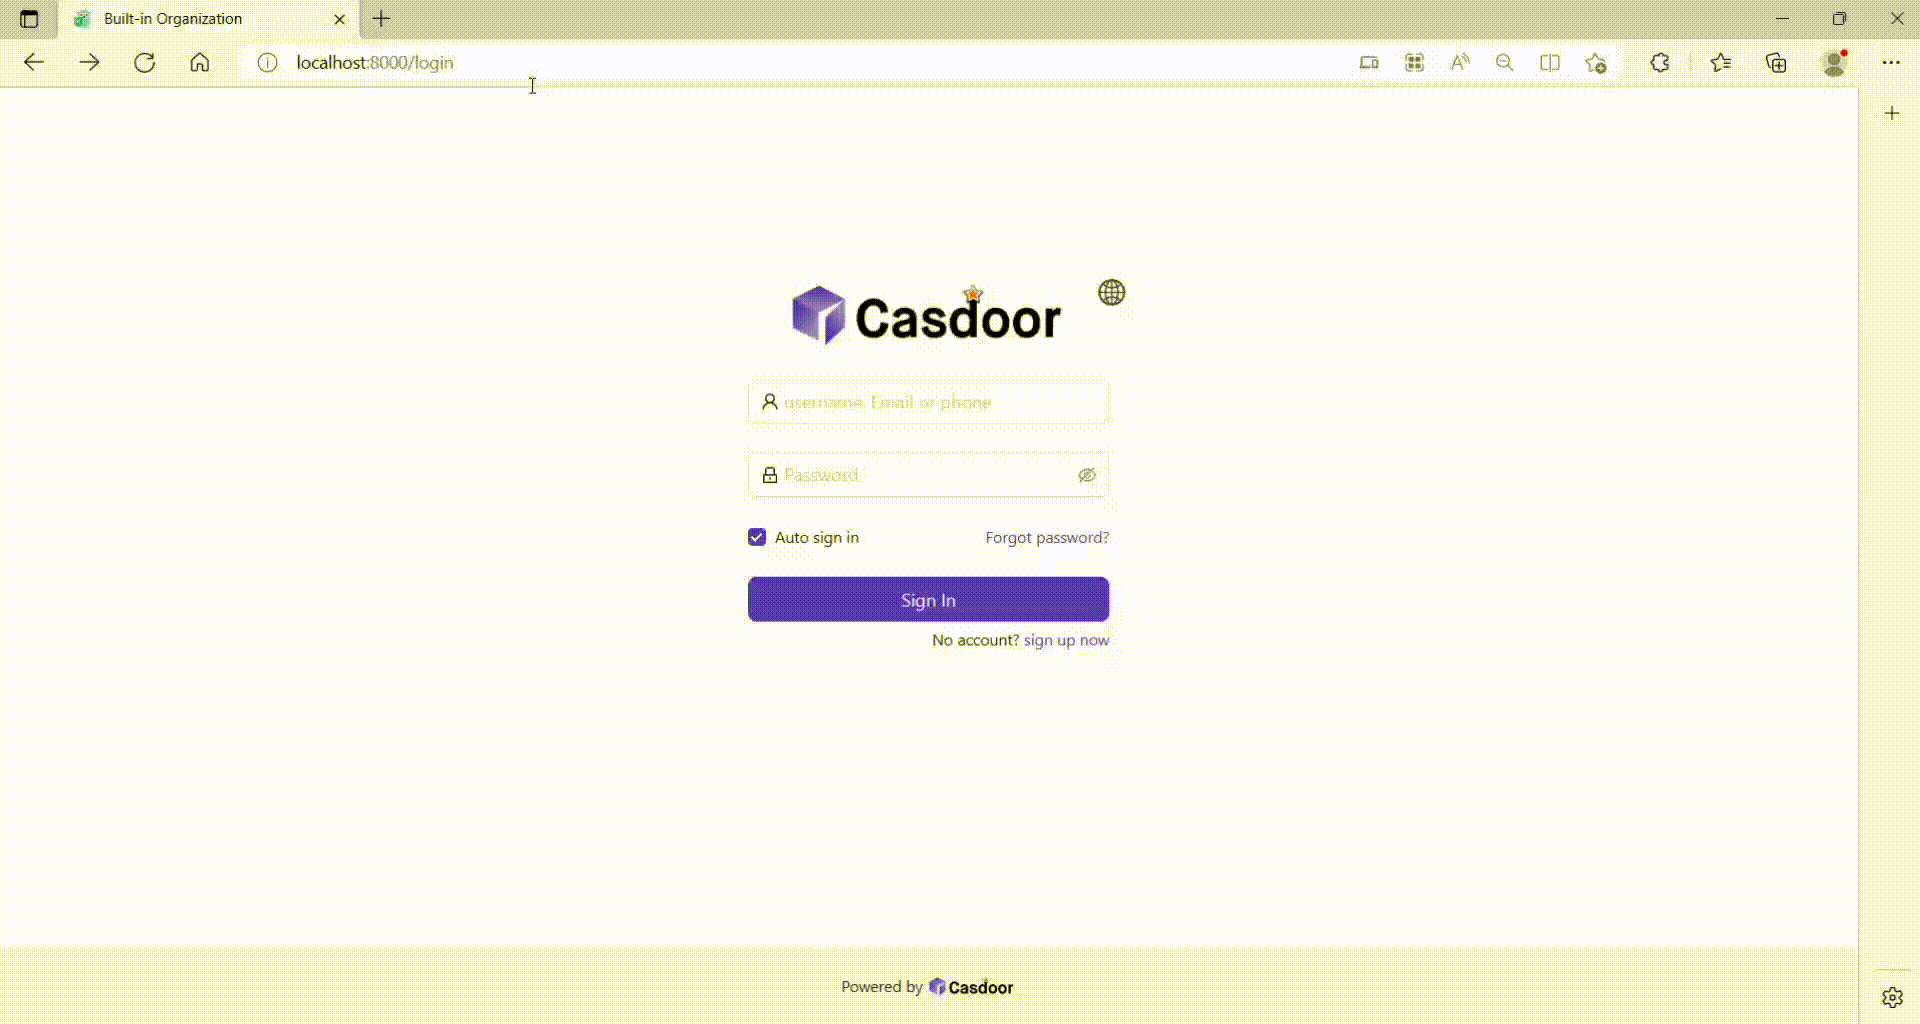 Built-in Organization
localhost:8000/login
Casdoor
username, Email or phone
Password
Auto sign in
Forgot password?
Sign In
No account? sign up now
Powered by Casdoor